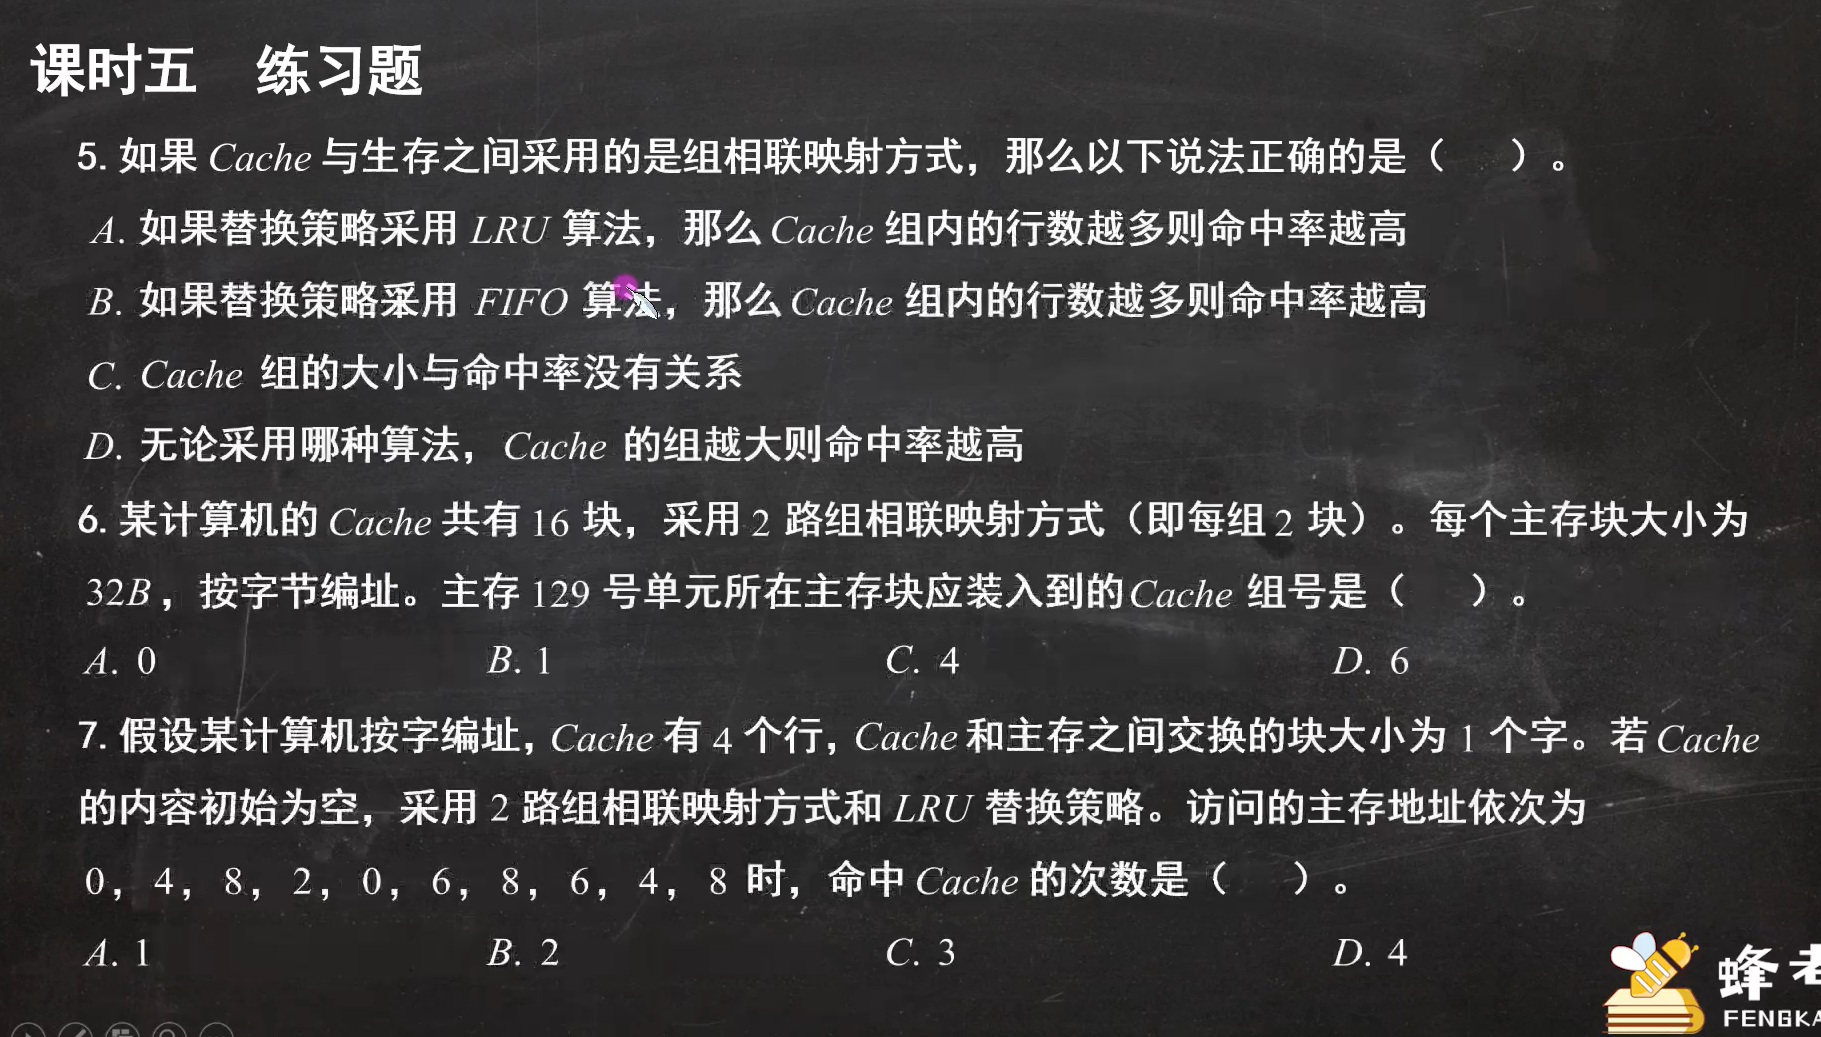 课时五 练习题
5. 如果 Cache 与生存之间采用的是组相联映射方式，那么以下说法正确的是（ ）。
A. 如果替换策略采用 LRU 算法，那么 Cache 组内的行数越多则命中率越高
B. 如果替换策略采用 FIFO 算法，那么 Cache 组内的行数越多则命中率越高
C. Cache 组的大小与命中率没有关系
D. 无论采用哪种算法，Cache 的组越大则命中率越高
6. 某计算机的 Cache 共有 16 块，采用 2 路组相联映射方式（即每组 2 块）。每个主存块大小为
32B，按字节编址。主存 129 号单元所在主存块应装入到的 Cache 组号是（ ）。
A. 0 B. 1 C. 4 D. 6
7. 假设某计算机按字编址，Cache 有 4 个行，Cache 和主存之间交换的块大小为 1 个字。若 Cache
的内容初始为空，采用 2 路组相联映射方式和 LRU 替换策略。访问的主存地址依次为
0，4，8，2，0，6，8，6，4，8 时，命中 Cache 的次数是（ ）。
A. 1 B. 2 C. 3 D. 4
蜂考